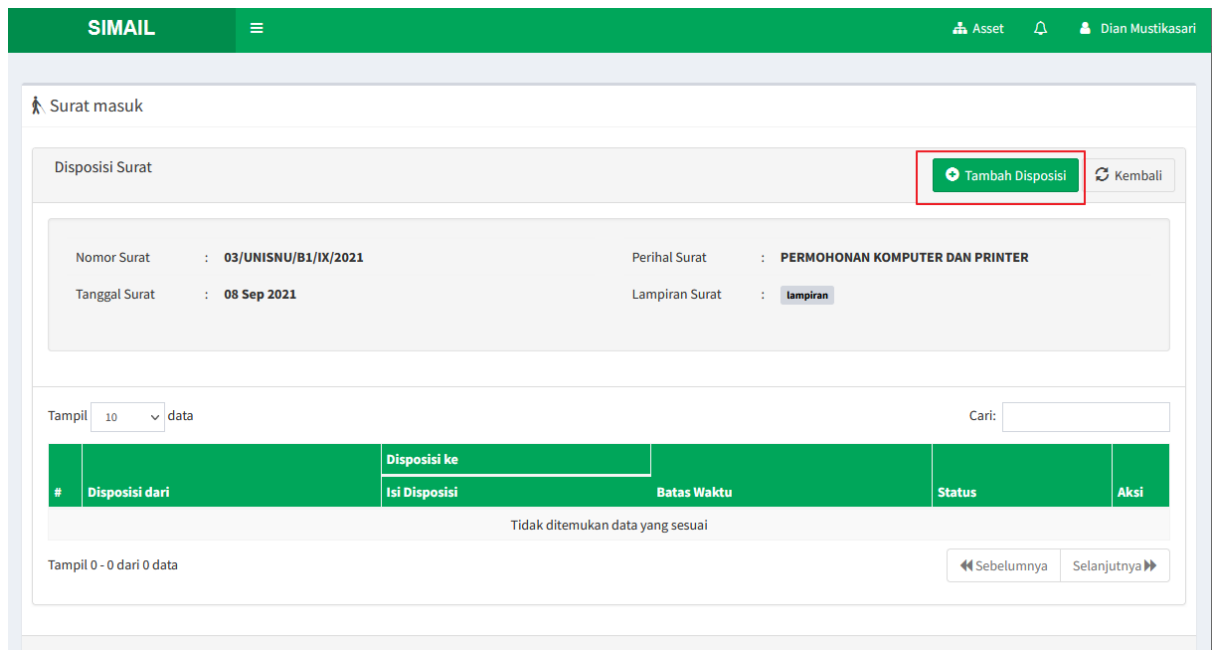 SIMAIL Asset Dian Mustikasari
Surat masuk
Disposisi Surat Tambah Disposisi Kembali
Nomor Surat : 03/UNISNU/B1/IX/2021 Perihal Surat : PERMOHONAN KOMPUTER DAN PRINTER
Tanggal Surat : 08 Sep 2021 Lampiran Surat : lampiran
Tampil 10 data Cari:
Disposisi ke
# Disposisi dari Isi Disposisi Batas Waktu Status Aksi
Tidak ditemukan data yang sesuai
Tampil 0 - 0 dari 0 data Sebelumnya Selanjutnya